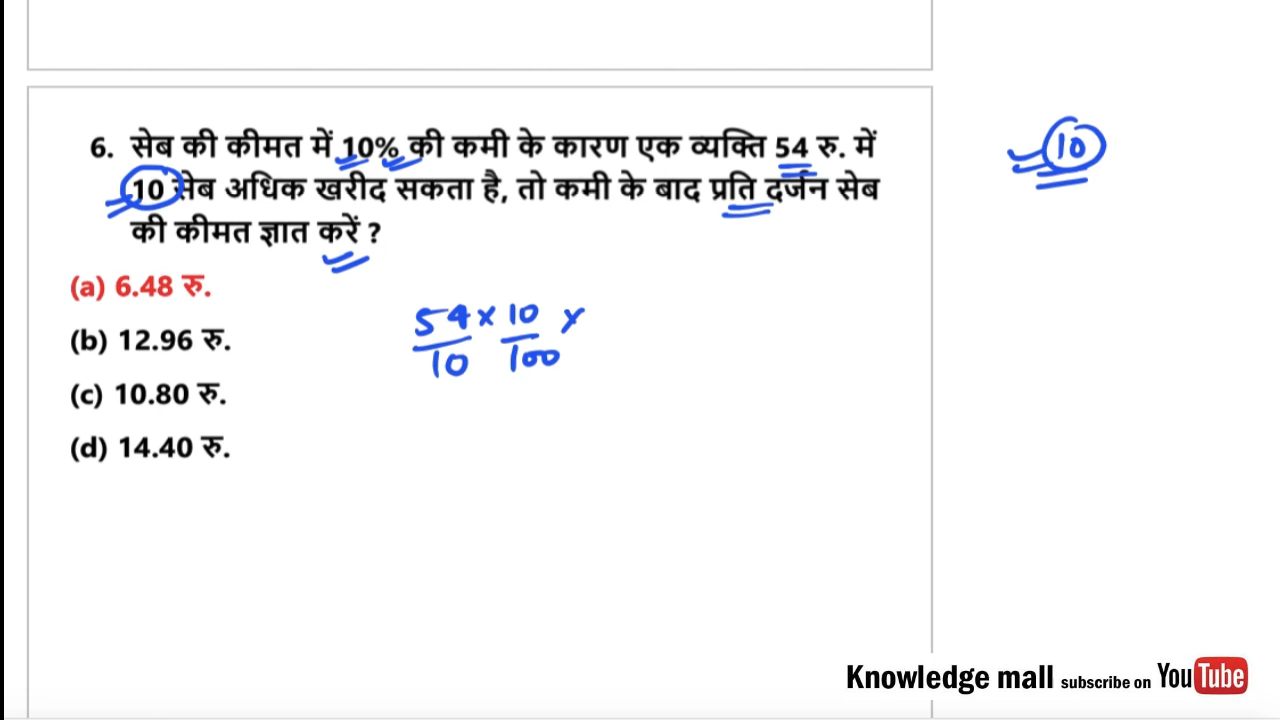 6. सेब की कीमत में 10% की कमी के कारण एक व्यक्ति 54 रु. में
10 सेब अधिक खरीद सकता है, तो कमी के बाद प्रति दर्जन सेब
की कीमत ज्ञात करें ?
10
(a) 6.48 रु.
(b) 12.96 रु.
(c) 10.80 रु.
(d) 14.40 रु.
54 × 10 ×
10 100
Knowledge mall subscribe on YouTube